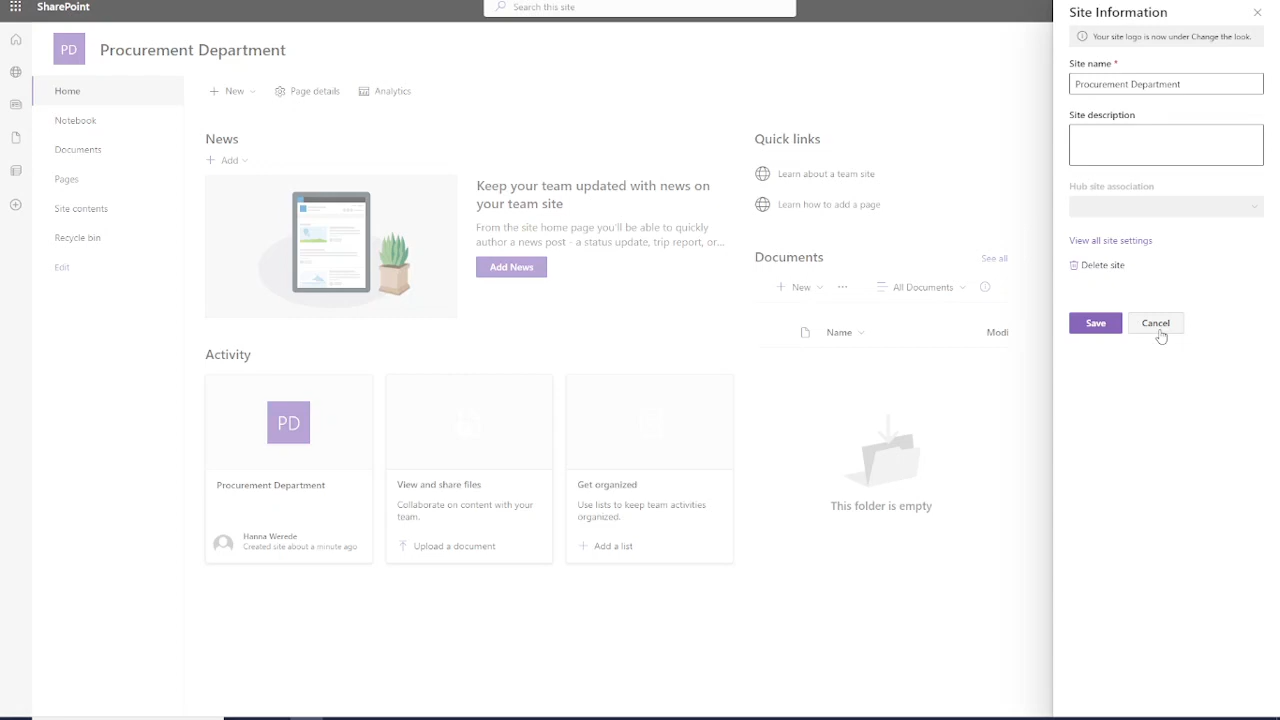 SharePoint
Search this site
PD
Procurement Department
Home
Notebook
Documents
Pages
Site contents
Recycle bin
Edit
New
Page details
Analytics
News
Add
Keep your team updated with news on
your team site
From the site home page you'll be able to quickly
author a news post - a status update, trip report, or...
Add News
Activity
PD
Procurement Department
Hanna Werede
Created site about a minute ago
View and share files
Collaborate on content with your
team.
Upload a document
Get organized
Use lists to keep team activities
organized.
Add a list
Quick links
Learn about a team site
Learn how to add a page
Documents
See all
New
All Documents
Name
Modi
This folder is empty
Site Information
Your site logo is now under Change the look.
Site name *
Procurement Department
Site description
Hub site association
View all site settings
Delete site
Save
Cancel